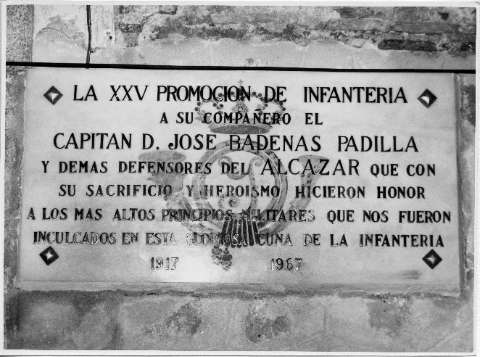 LA XXV PROMOCION DE INFANTERIA
A SU COMPAÑERO EL
CAPITAN D. JOSE BADENAS PADILLA
Y DEMAS DEFENSORES DEL ALCAZAR QUE CON
SU SACRIFICIO Y HEROISMO HICIERON HONOR
A LOS MAS ALTOS PRINCIPIOS MILITARES QUE NOS FUERON
INCULCADOS EN ESTA GLORIOSA CUNA DE LA INFANTERIA
1917 1967